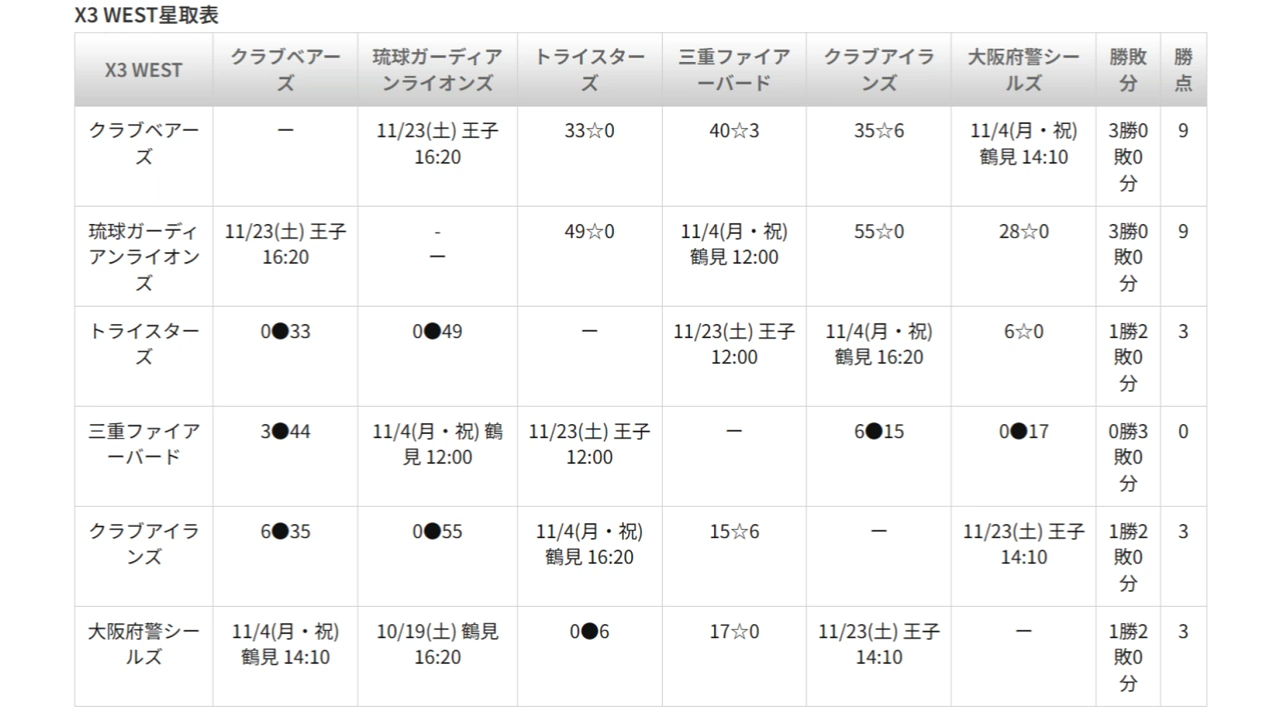 X3 WEST星取表
X3 WEST クラブベアーズ 琉球ガーディアンライオンズ トライスターズ 三重ファイアーバード クラブアイランズ 大阪府警シールズ 勝敗分 勝点
クラブベアーズ ー 11/23(土) 王子 16:20 33☆0 40☆3 35☆6 11/4(月・祝) 鶴見 14:10 3勝0敗0分 9
琉球ガーディアンライオンズ 11/23(土) 王子 16:20 - ー 49☆0 11/4(月・祝) 鶴見 12:00 55☆0 28☆0 3勝0敗0分 9
トライスターズ 0●33 0●49 ー 11/23(土) 王子 12:00 11/4(月・祝) 鶴見 16:20 6☆0 1勝2敗0分 3
三重ファイアーバード 3●44 11/4(月・祝) 鶴見 12:00 11/23(土) 王子 12:00 ー 6●15 0●17 0勝3敗0分 0
クラブアイランズ 6●35 0●55 11/4(月・祝) 鶴見 16:20 15☆6 ー 11/23(土) 王子 14:10 1勝2敗0分 3
大阪府警シールズ 11/4(月・祝) 鶴見 14:10 10/19(土) 鶴見 16:20 0●6 17☆0 11/23(土) 王子 14:10 ー 1勝2敗0分 3